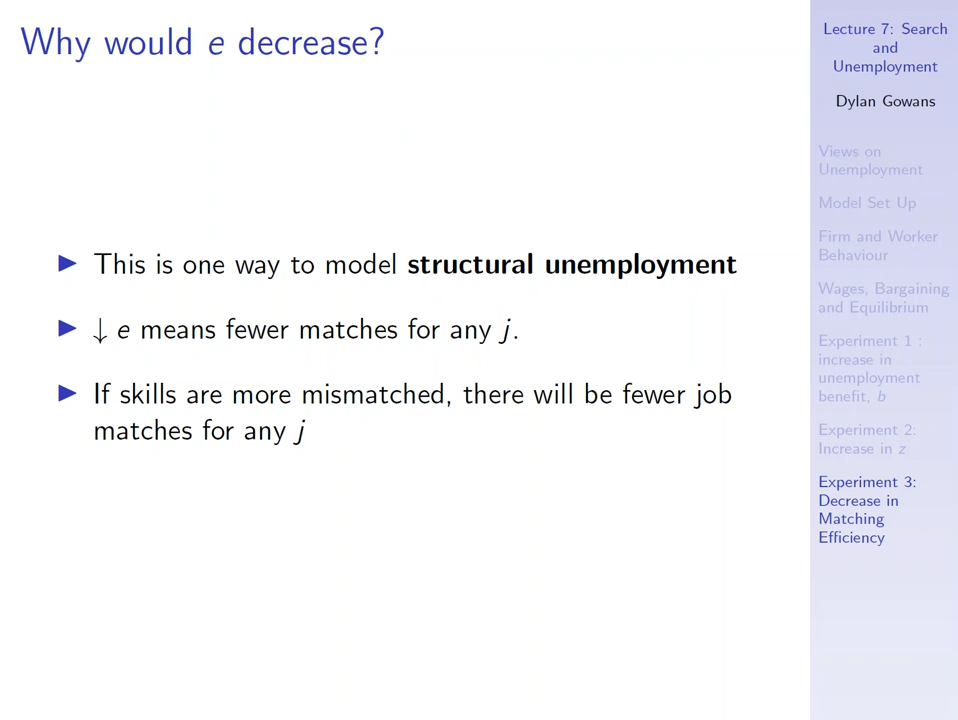 Why would e decrease?
▶ This is one way to model structural unemployment
▶ ↓ e means fewer matches for any j.
▶ If skills are more mismatched, there will be fewer job
matches for any j
Lecture 7: Search
and
Unemployment
Dylan Gowans
Views on
Unemployment
Model Set Up
Firm and Worker
Behaviour
Wages, Bargaining
and Equilibrium
Experiment 1 :
increase in
unemployment
benefit, b
Experiment 2:
Increase in z
Experiment 3:
Decrease in
Matching
Efficiency